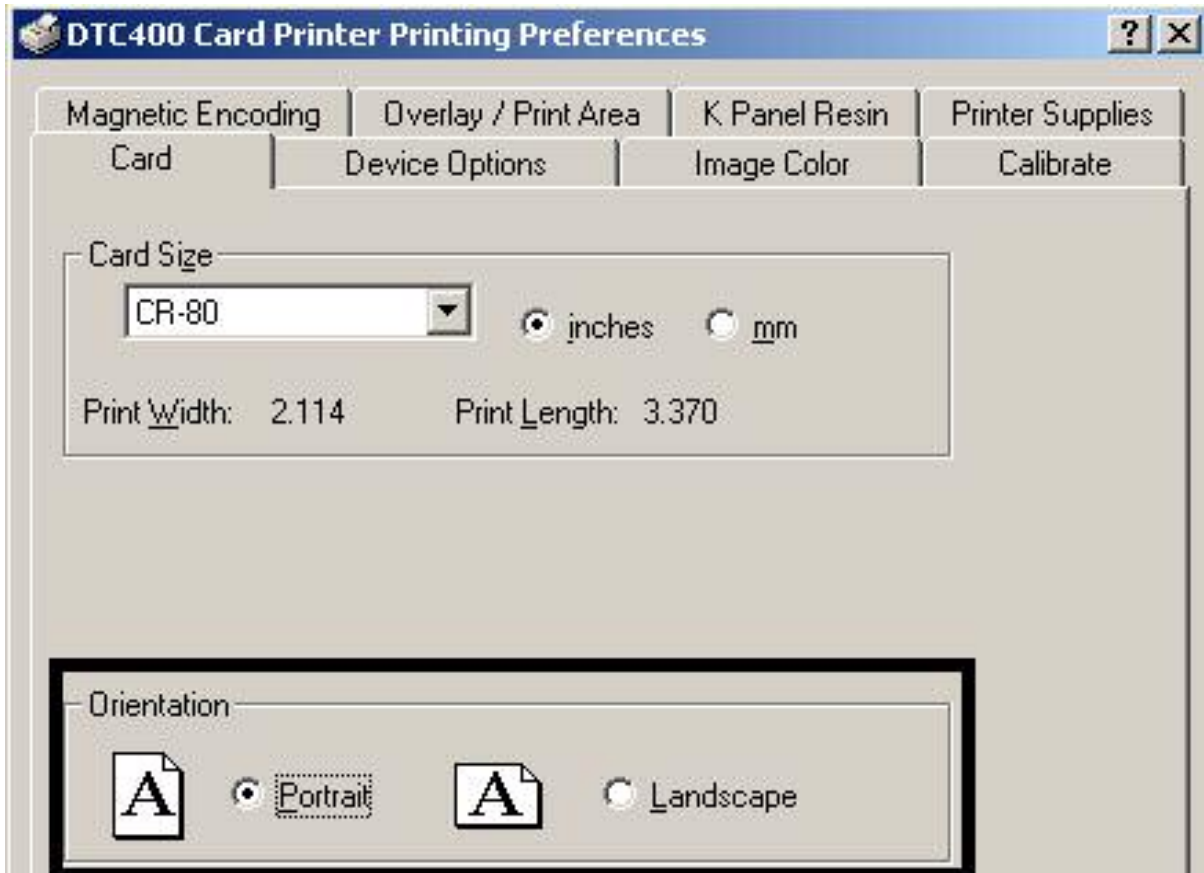 DTC400 Card Printer Printing Preferences
Magnetic Encoding Overlay / Print Area K Panel Resin Printer Supplies
Card Device Options Image Color Calibrate
Card Size
CR-80 inches mm
Print Width: 2.114 Print Length: 3.370
Orientation
A Portrait A Landscape